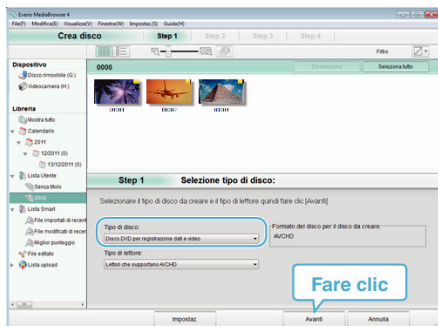 Everio MediaBrowser 4
File(F) Modifica(E) Visualizza(V) Finestra(W) Impostaz.(S) Guida(H)
Crea disco
Step 1
Step 2
Step 3
Step 4
Filtro
Dispositivo
Disco rimovibile (G:)
Videocamera (H:)
0000
Deseleziona
Seleziona tutto
Libreria
Mostra tutto
Calendario
2011
12/2011 (0)
13/12/2011 (0)
Lista Utente
Senza titolo
0000
Lista Smart
File importati di recent
File modificati di recen
Miglior punteggio
File editato
Lista upload
Step 1
Selezione tipo di disco:
Selezionare il tipo di disco da creare e il tipo di lettore quindi fare clic [Avanti].
Tipo di disco:
Disco DVD per registrazione dati e video
Tipo di lettore:
Lettori che supportano AVCHD
Formato del disco per il disco da creare:
AVCHD
Fare clic
Impostaz.
Avanti
Annulla